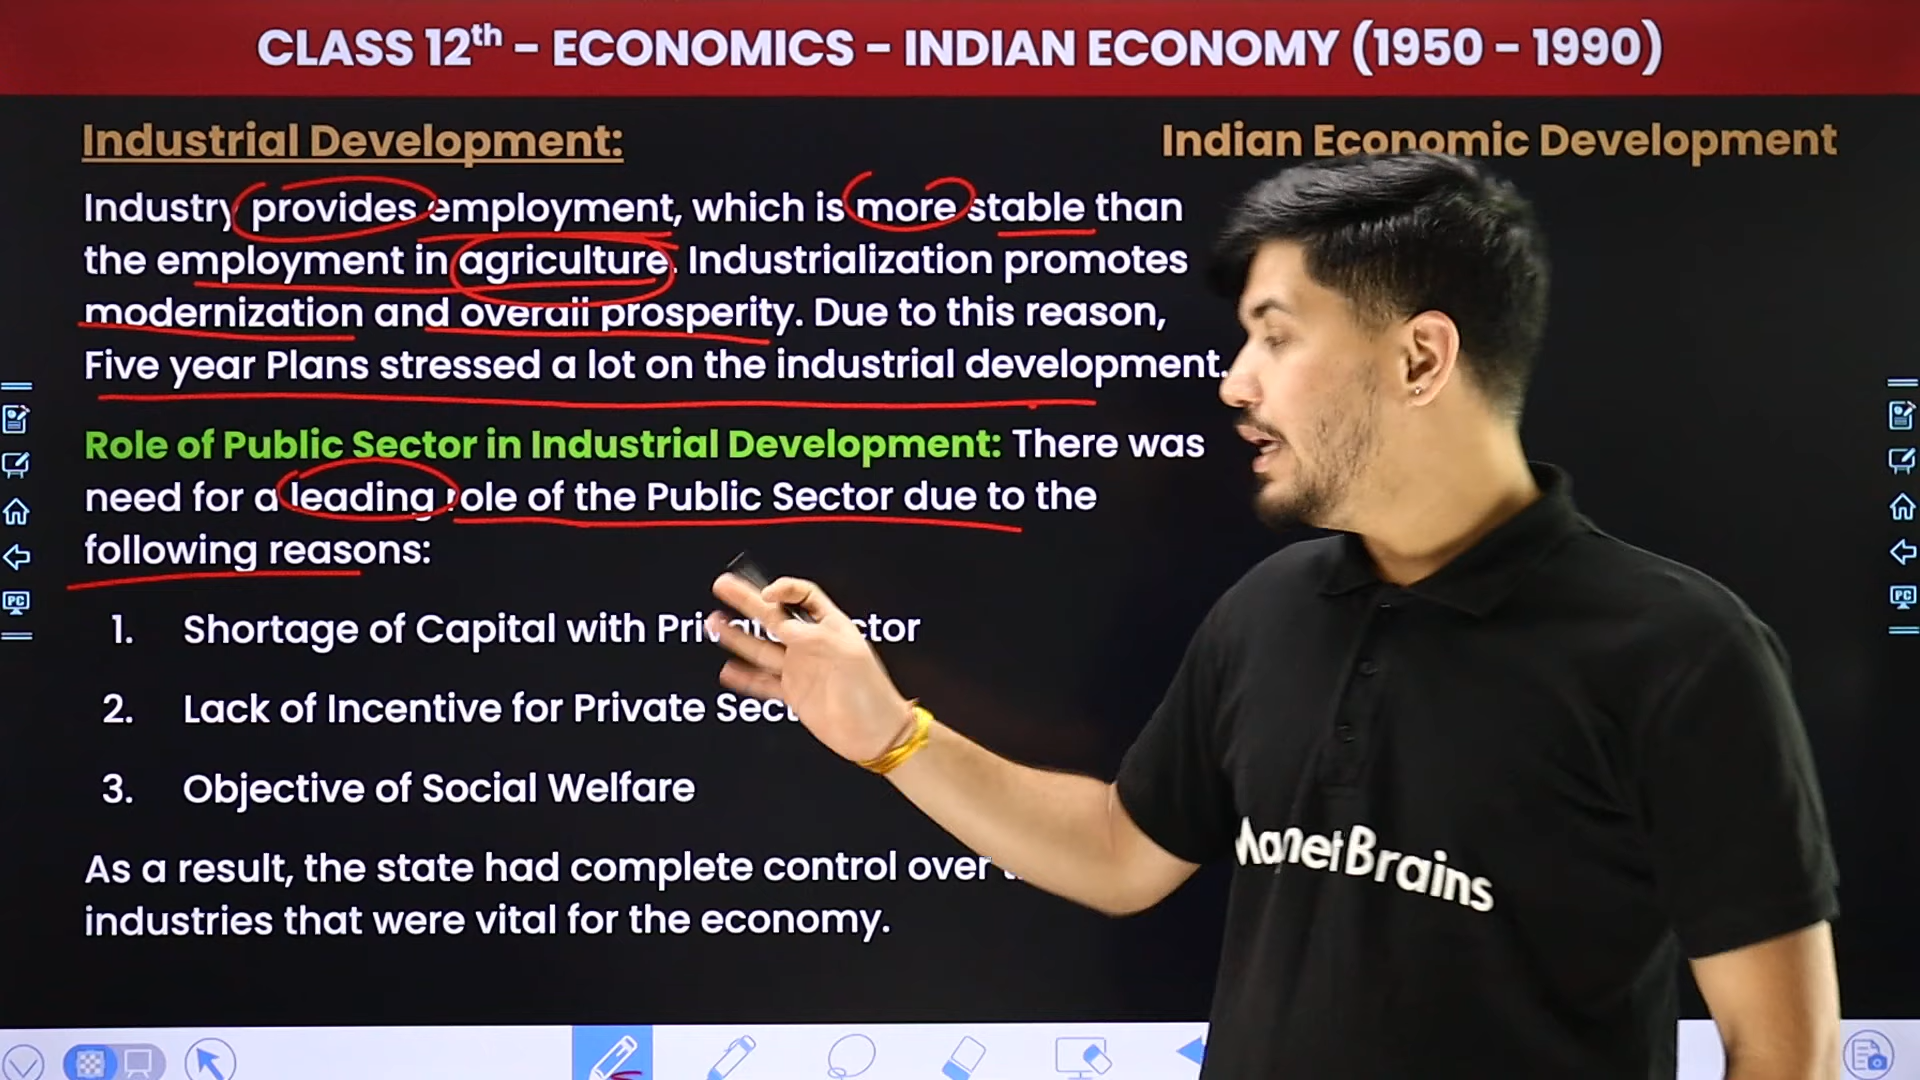 CLASS 12th – ECONOMICS – INDIAN ECONOMY (1950 – 1990)
Industrial Development:
Indian Economic Development
Industry provides employment, which is more stable than
the employment in agriculture. Industrialization promotes
modernization and overall prosperity. Due to this reason,
Five year Plans stressed a lot on the industrial development.
Role of Public Sector in Industrial Development: There was
need for a leading role of the Public Sector due to the
following reasons:
1. Shortage of Capital with Private
2. Lack of Incentive for Private
3. Objective of Social Welfare
As a result, the state had complete control over
industries that were vital for the economy.
MagnetBrains
PC
PC